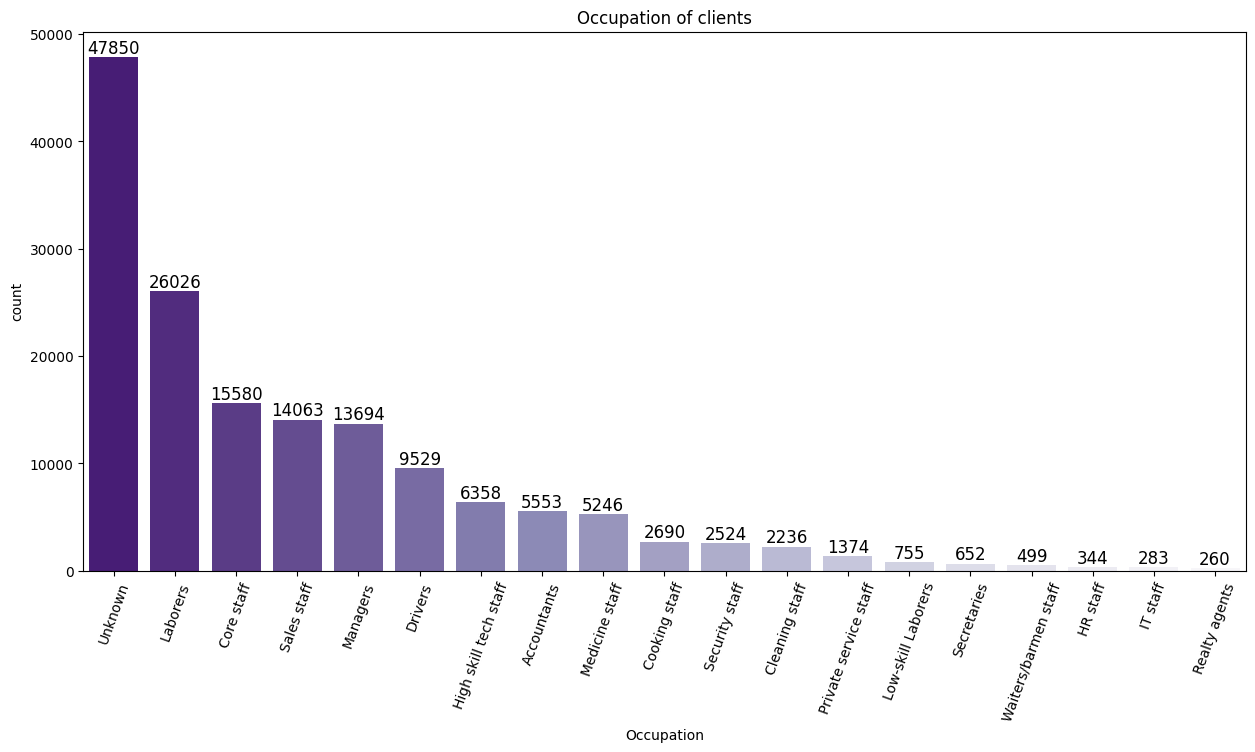 Occupation of clients
50000
40000
30000
20000
10000
0
count
47850
26026
15580
14063
13694
9529
6358
5553
5246
2690
2524
2236
1374
755
652
499
344
283
260
Unknown
Laborers
Core staff
Sales staff
Managers
Drivers
High skill tech staff
Accountants
Medicine staff
Cooking staff
Security staff
Cleaning staff
Private service staff
Low-skill Laborers
Secretaries
Waiters/barmen staff
HR staff
IT staff
Realty agents
Occupation